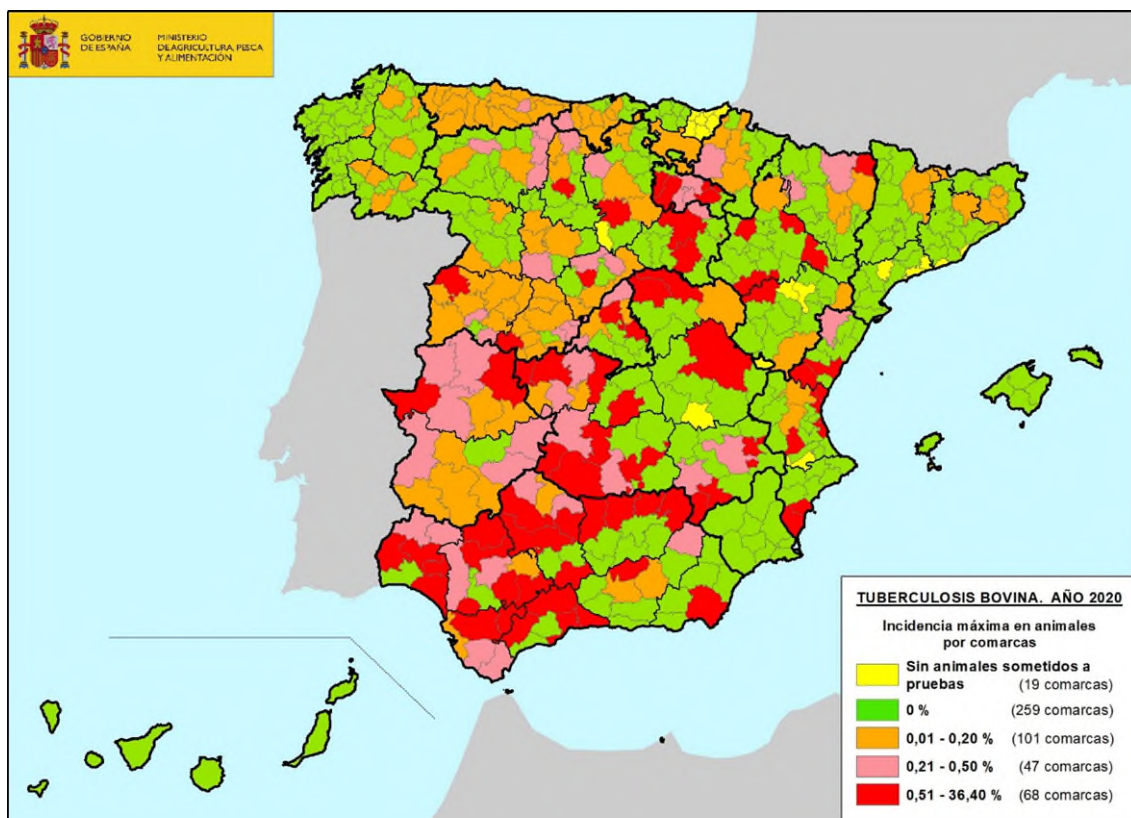 GOBIERNO
DE ESPAÑA
MINISTERIO
DE AGRICULTURA, PESCA
Y ALIMENTACIÓN
TUBERCULOSIS BOVINA. AÑO 2020
Incidencia máxima en animales
por comarcas
Sin animales sometidos a
pruebas (19 comarcas)
0 % (259 comarcas)
0,01 - 0,20 % (101 comarcas)
0,21 - 0,50 % (47 comarcas)
0,51 - 36,40 % (68 comarcas)